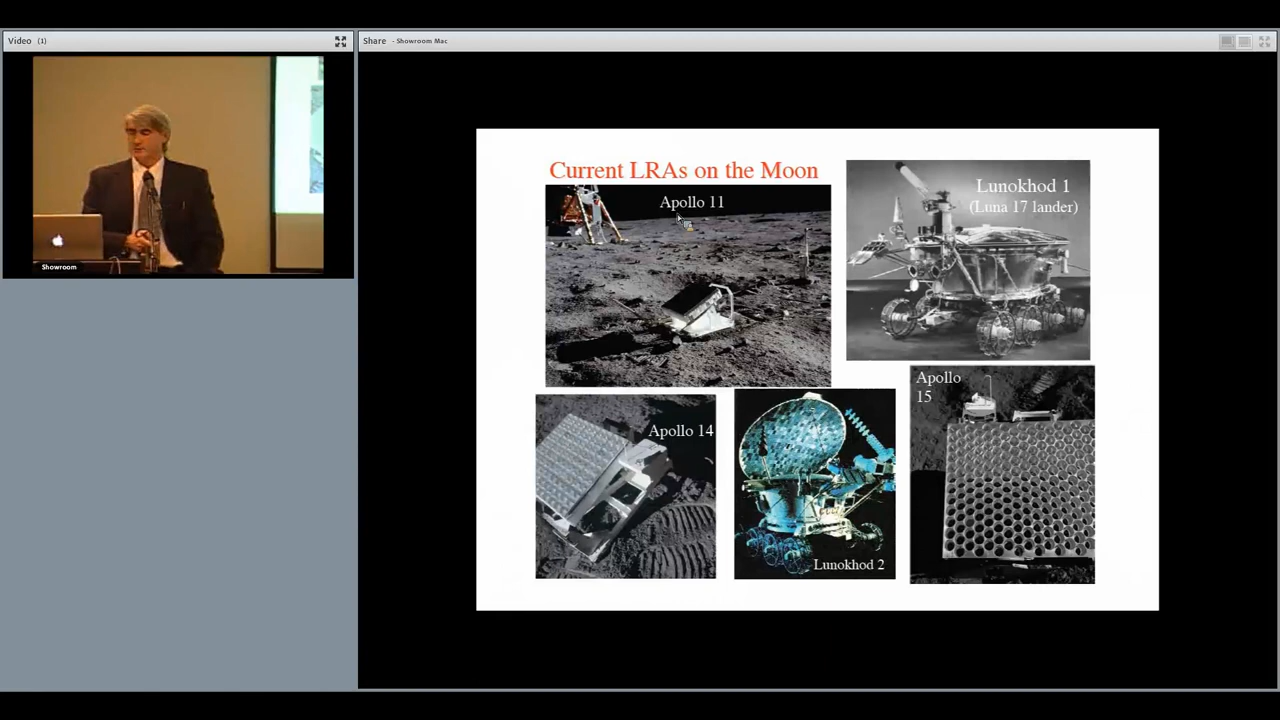 Video (1)
Share - Showroom Mac
Showroom
Current LRAs on the Moon
Apollo 11
Lunokhod 1
(Luna 17 lander)
Apollo
15
Apollo 14
Lunokhod 2